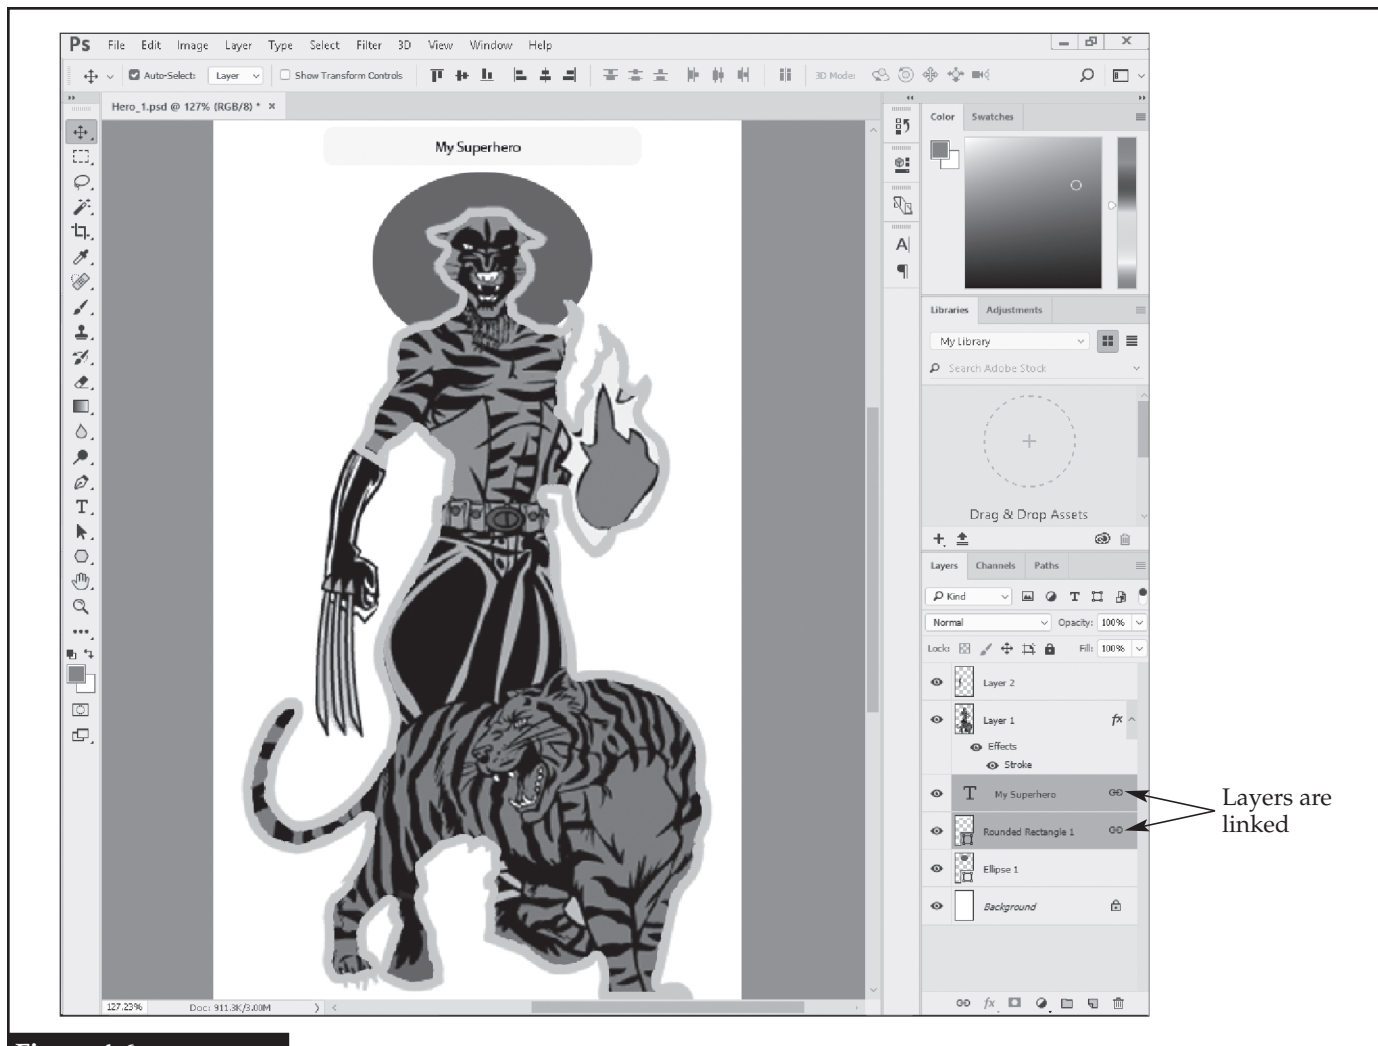 Ps File Edit Image Layer Type Select Filter 3D View Window Help
Auto-Select: Layer Show Transform Controls 3D Mode:
Hero_1.psd @ 127% (RGB/8) * ×
My Superhero
Color Swatches
Libraries Adjustments
My Library
Search Adobe Stock
Drag & Drop Assets
Layers Channels Paths
Kind
Normal Opacity: 100%
Lock: Fill: 100%
Layer 2
Layer 1 fx
Effects
Stroke
T My Superhero
Rounded Rectangle 1
Ellipse 1
Background
Layers are
linked
127.23% Doc: 911.3K/3.00M
fx